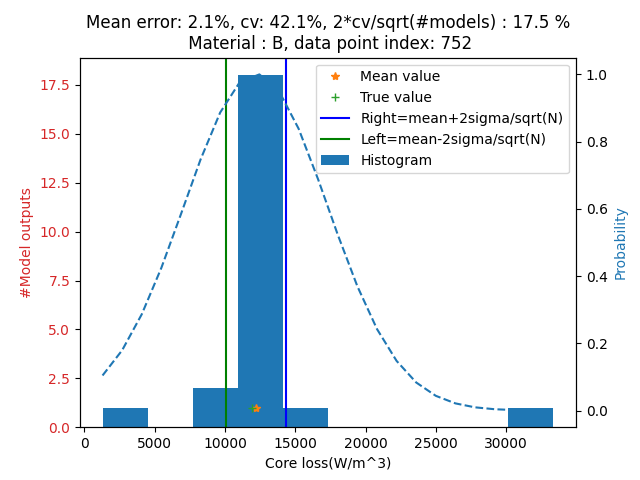 Mean error: 2.1%, cv: 42.1%, 2*cv/sqrt(#models) : 17.5 %
Material : B, data point index: 752
Mean value
True value
Right=mean+2sigma/sqrt(N)
Left=mean-2sigma/sqrt(N)
Histogram
17.5
15.0
12.5
10.0
7.5
5.0
2.5
0.0
#Model outputs
1.0
0.8
0.6
0.4
0.2
0.0
Probability
0 5000 10000 15000 20000 25000 30000
Core loss(W/m^3)